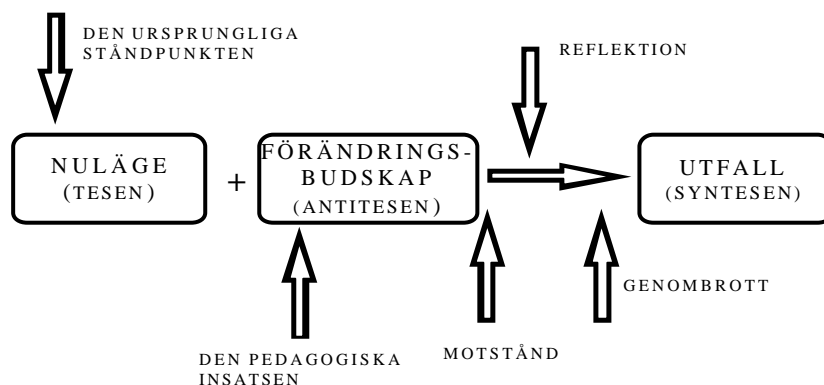 DEN URSPRUNGLIGA
STÅNDPUNKTEN
REFLEKTION
NULÄGE
(TESEN)
+
FÖRÄNDRINGS-
BUDSKAP
(ANTITESEN)
UTFALL
(SYNTESEN)
GENOMBROTT
MOTSTÅND
DEN PEDAGOGISKA
INSATSEN